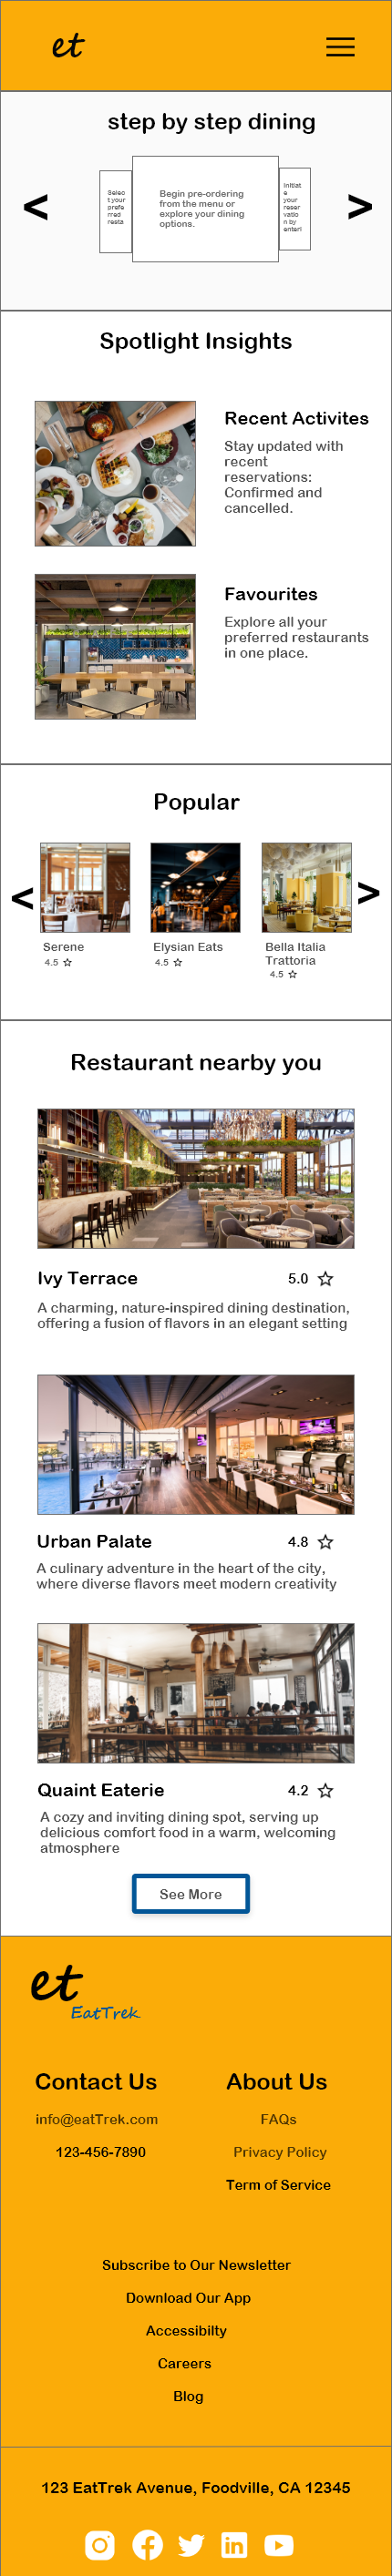 et
step by step dining
<
Selec
t your
prefe
rred
resta
Begin pre-ordering
from the menu or
explore your dining
options.
Initiat
e
your
reser
vatio
n by
enteri
>
Spotlight Insights
Recent Activites
Stay updated with
recent
reservations:
Confirmed and
cancelled.
Favourites
Explore all your
preferred restaurants
in one place.
Popular
<
>
Serene
4.5
Elysian Eats
4.5
Bella Italia
Trattoria
4.5
Restaurant nearby you
Ivy Terrace
5.0
A charming, nature-inspired dining destination,
offering a fusion of flavors in an elegant setting
Urban Palate
4.8
A culinary adventure in the heart of the city,
where diverse flavors meet modern creativity
Quaint Eaterie
4.2
A cozy and inviting dining spot, serving up
delicious comfort food in a warm, welcoming
atmosphere
See More
et
EatTrek
Contact Us
info@eatTrek.com
123-456-7890
About Us
FAQs
Privacy Policy
Term of Service
Subscribe to Our Newsletter
Download Our App
Accessibilty
Careers
Blog
123 EatTrek Avenue, Foodville, CA 12345